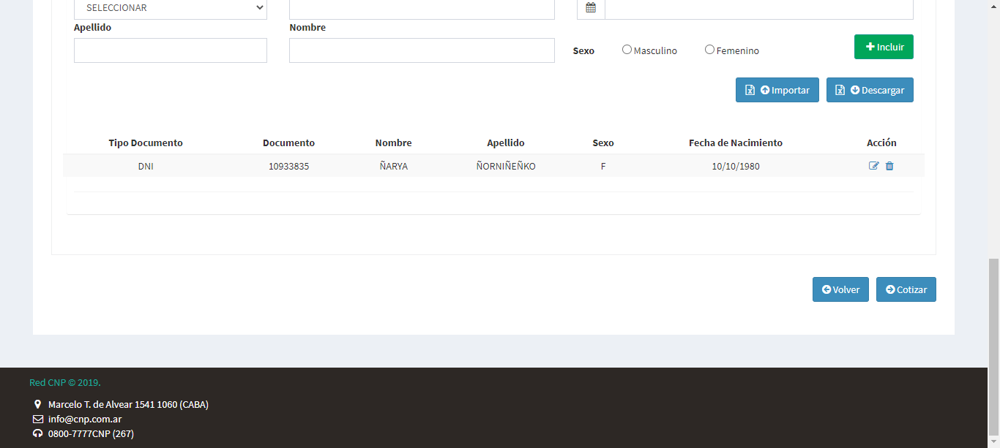 SELECCIONAR
Apellido Nombre
Sexo Masculino Femenino Incluir
Importar Descargar
Tipo Documento Documento Nombre Apellido Sexo Fecha de Nacimiento Acción
DNI 10933835 ÑARYA ÑORNIÑEÑKO F 10/10/1980
Volver Cotizar
Red CNP © 2019.
Marcelo T. de Alvear 1541 1060 (CABA)
info@cnp.com.ar
0800-7777CNP (267)